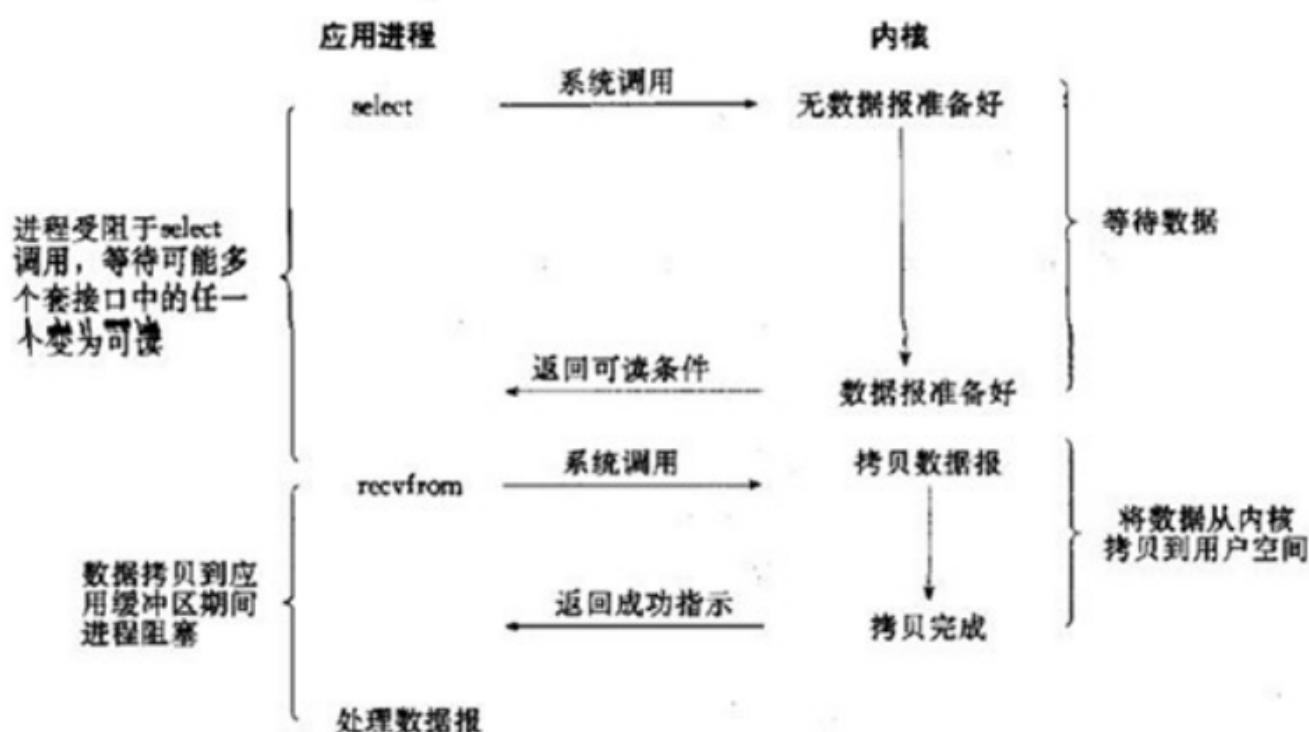 应用进程
内核
系统调用
select
无数据报准备好
进程受阻于select
调用，等待可能多
个套接口中的任一
个变为可读
等待数据
返回可读条件
数据报准备好
系统调用
recvfrom
拷贝数据报
将数据从内核
拷贝到用户空间
数据拷贝到应
用缓冲区期间
进程阻塞
返回成功指示
拷贝完成
处理数据报